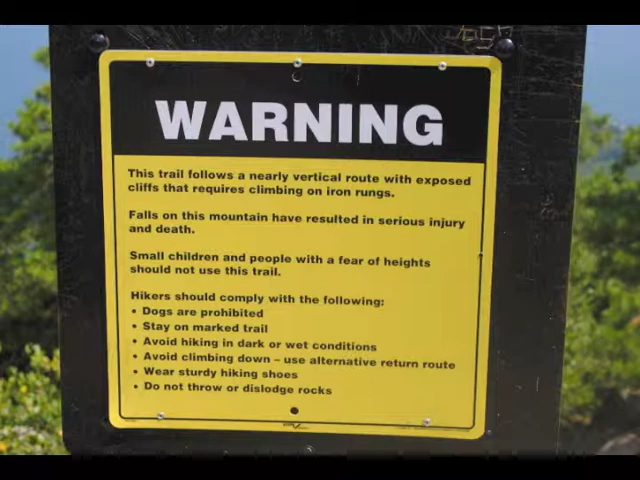 WARNING
This trail follows a nearly vertical route with exposed
cliffs that requires climbing on iron rungs.
Falls on this mountain have resulted in serious injury
and death.
Small children and people with a fear of heights
should not use this trail.
Hikers should comply with the following:
• Dogs are prohibited
• Stay on marked trail
• Avoid hiking in dark or wet conditions
• Avoid climbing down – use alternative return route
• Wear sturdy hiking shoes
• Do not throw or dislodge rocks